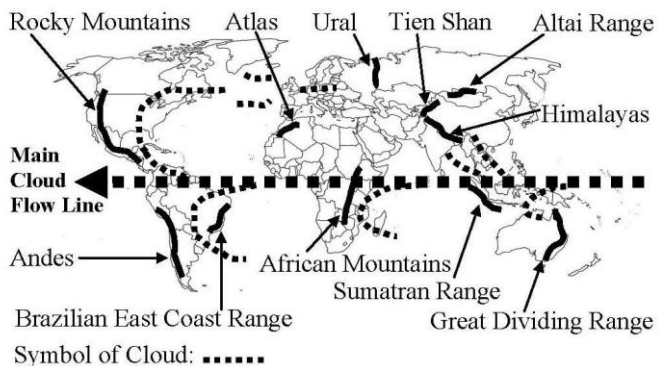 Rocky Mountains
Atlas
Ural
Tien Shan
Altai Range
Himalayas
Main
Cloud
Flow Line
Andes
African Mountains
Sumatran Range
Brazilian East Coast Range
Great Dividing Range
Symbol of Cloud: